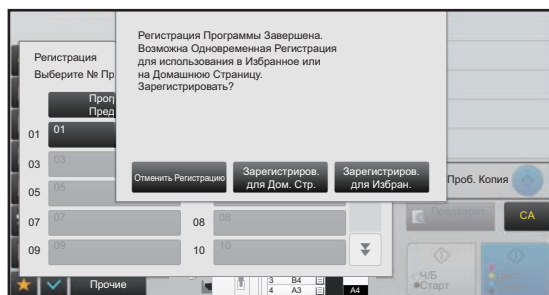 Регистрация Программы Завершена.
Возможна Одновременная Регистрация
для использования в Избранное или
на Домашнюю Страницу.
Зарегистрировать?
Отменить Регистрацию
Зарегистриров.
для Дом. Стр.
Зарегистриров.
для Избран.
Регистрация
Выберите № Пр
Прог
Пред
01 01
03 03
05 05
07 07 08 08
09 09 10 10
Проб. Копия
Предпросм
CA
Ч/Б
Старт
Прочие
3 B4
4 A3
A4